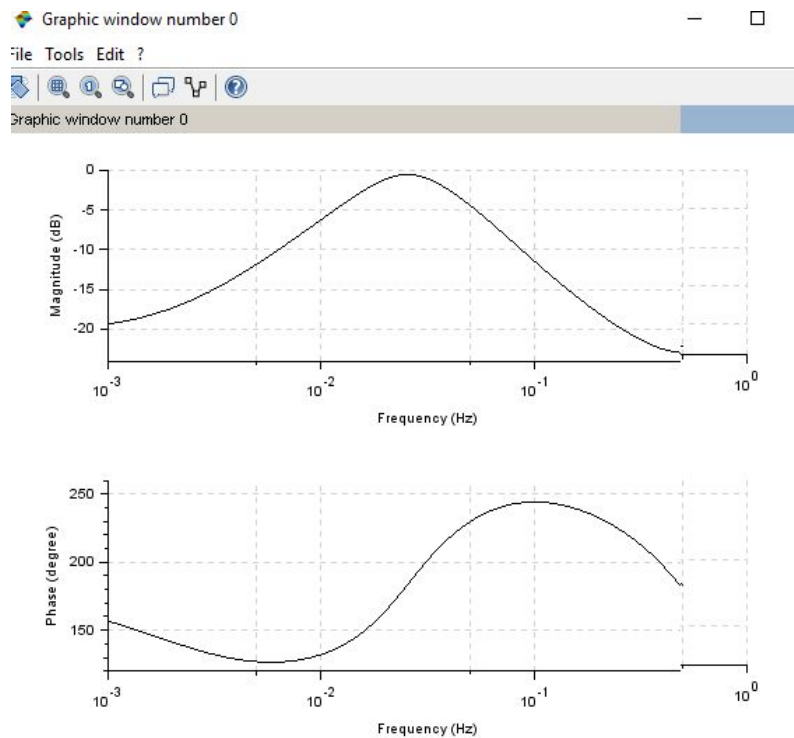 Graphic window number 0
File Tools Edit ?
Graphic window number 0
0
-5
-10
-15
-20
Magnitude (dB)
10^-3 10^-2 10^-1 10^0
Frequency (Hz)
250
200
150
Phase (degree)
10^-3 10^-2 10^-1 10^0
Frequency (Hz)